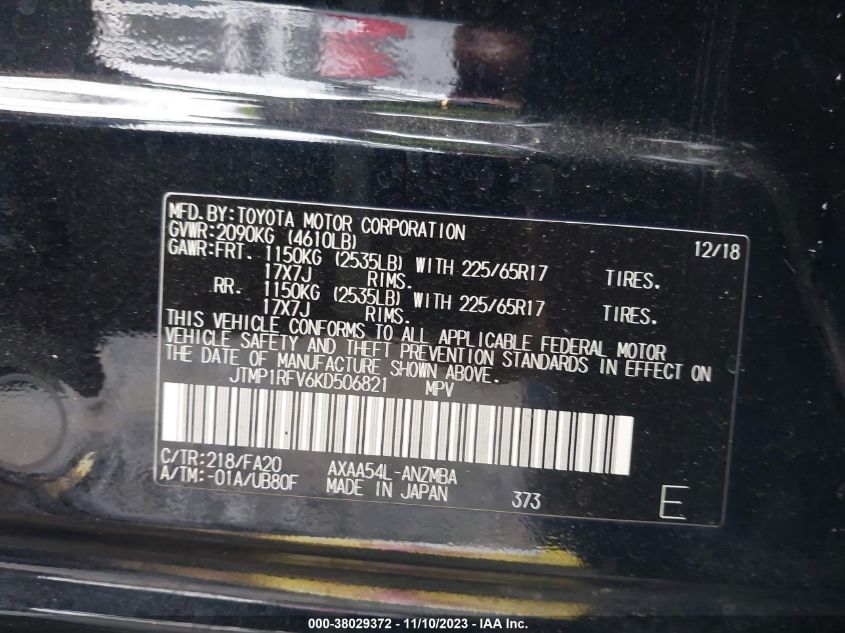 MFD.BY:TOYOTA MOTOR CORPORATION 12/18
GVWR:2090KG (4610LB)
GAWR:FRT. 1150KG (2535LB) WITH 225/65R17 TIRES.
17X7J RIMS.
RR. 1150KG (2535LB) WITH 225/65R17 TIRES.
17X7J RIMS.
THIS VEHICLE CONFORMS TO ALL APPLICABLE FEDERAL MOTOR
VEHICLE SAFETY AND THEFT PREVENTION STANDARDS IN EFFECT ON
THE DATE OF MANUFACTURE SHOWN ABOVE.
JTMP1RFV6KD506821 MPV
C/TR:218/FA20 AXAA54L-ANZMBA
A/TM:-01A/UB80F MADE IN JAPAN 373 E
000-38029372 - 11/10/2023 - www.iaai.com